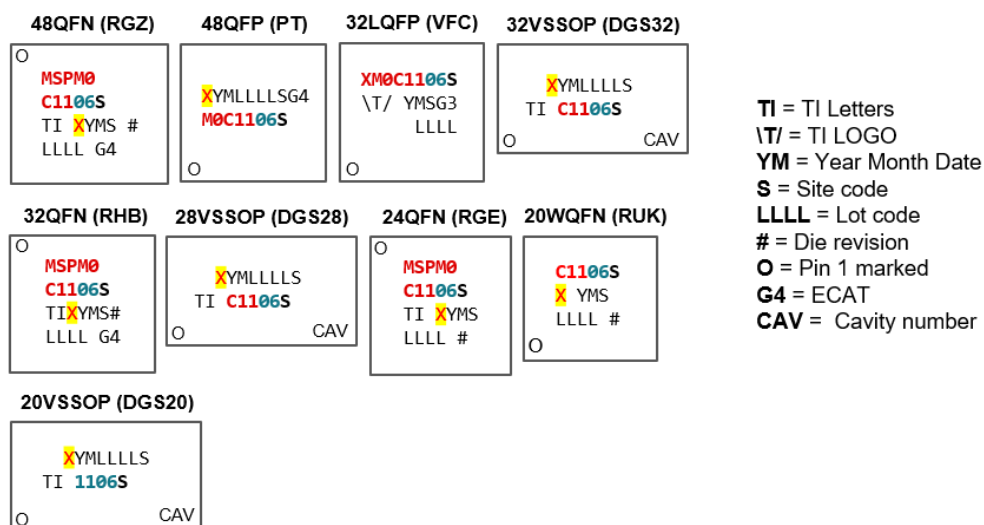 48QFN (RGZ)
O
MSPM0
C1106S
TI XYMS #
LLLL G4
48QFP (PT)
XYMLLLLSG4
M0C1106S
O
32LQFP (VFC)
XM0C1106S
\T/ YMSG3
LLLL
O
32VSSOP (DGS32)
XYMLLLLS
TI C1106S
O CAV
32QFN (RHB)
O
MSPM0
C1106S
TIXYMS#
LLLL G4
28VSSOP (DGS28)
XYMLLLLS
TI C1106S
O CAV
24QFN (RGE)
O
MSPM0
C1106S
TI XYMS
LLLL #
20WQFN (RUK)
C1106S
X YMS
LLLL #
O
20VSSOP (DGS20)
XYMLLLLS
TI 1106S
O CAV
TI = TI Letters
\T/ = TI LOGO
YM = Year Month Date
S = Site code
LLLL = Lot code
# = Die revision
O = Pin 1 marked
G4 = ECAT
CAV = Cavity number